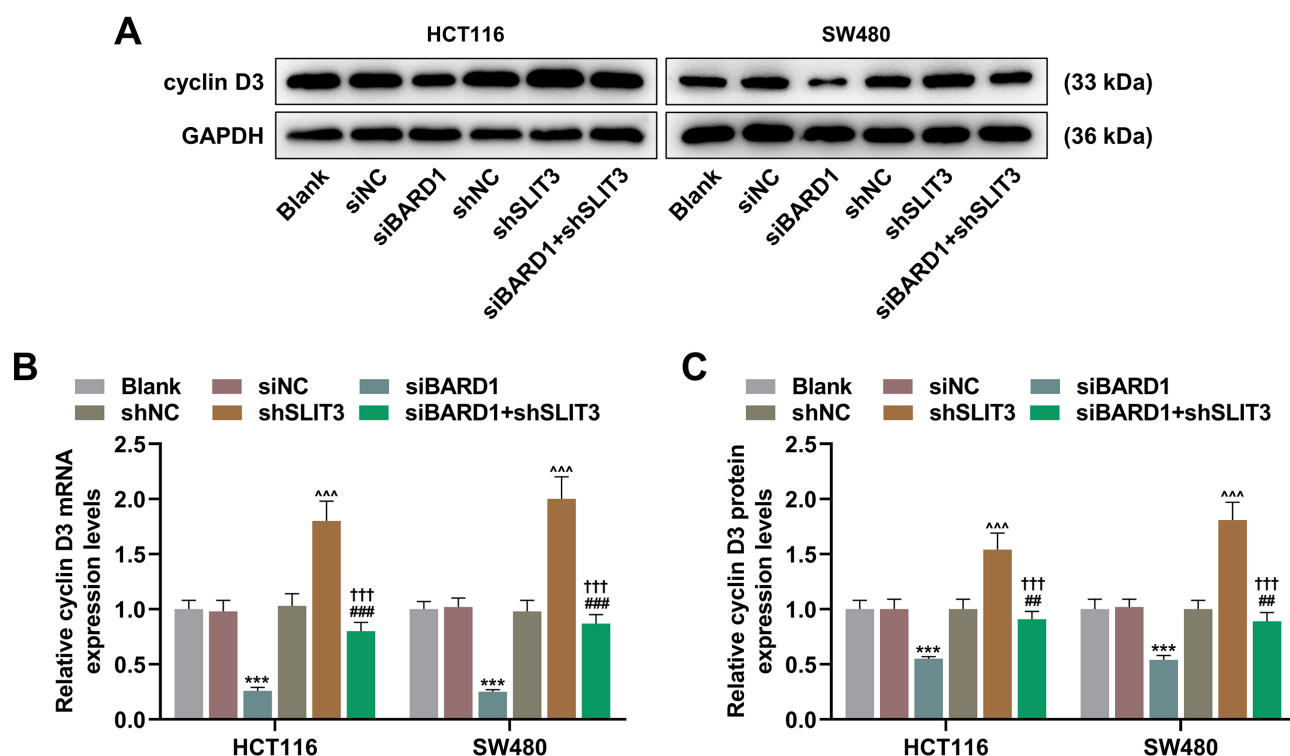 A
HCT116 SW480
cyclin D3 (33 kDa)
GAPDH (36 kDa)
Blank siNC siBARD1 shNC shSLIT3 siBARD1+shSLIT3 Blank siNC siBARD1 shNC shSLIT3 siBARD1+shSLIT3
B
Blank siNC siBARD1
shNC shSLIT3 siBARD1+shSLIT3
Relative cyclin D3 mRNA
expression levels
2.5
2.0
1.5
1.0
0.5
0.0
*** ^^^ †††
###
*** ^^^ †††
###
HCT116 SW480
C
Blank siNC siBARD1
shNC shSLIT3 siBARD1+shSLIT3
Relative cyclin D3 protein
expression levels
2.5
2.0
1.5
1.0
0.5
0.0
*** ^^^ †††
##
*** ^^^ †††
##
HCT116 SW480